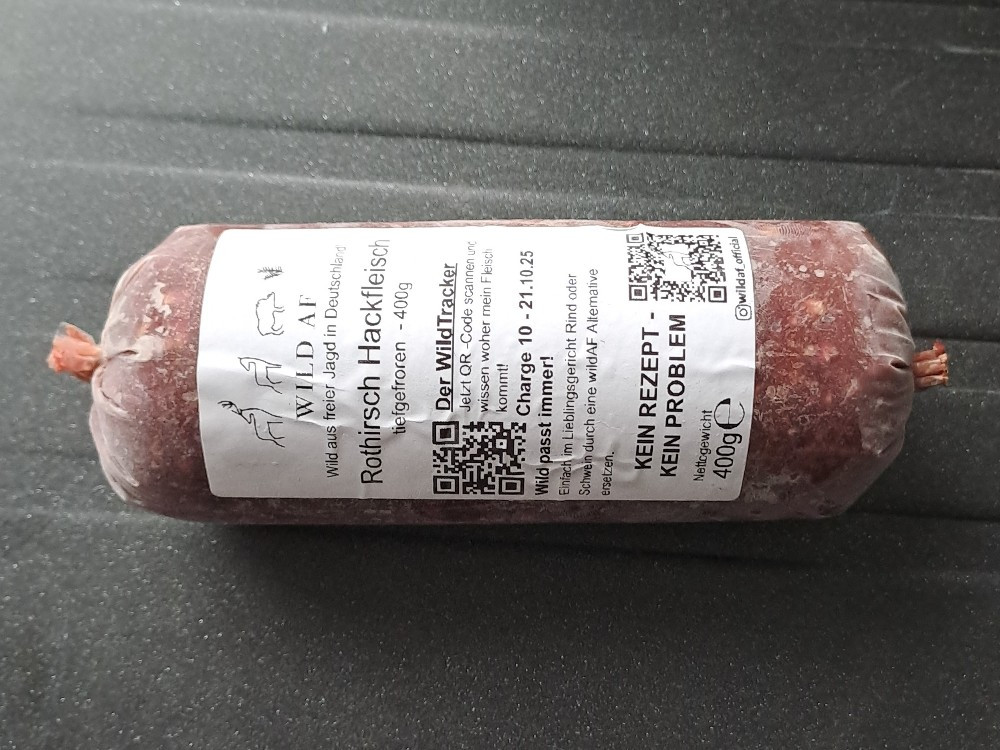 WILD AF
Wild aus freier Jagd in Deutschland
Rothirsch Hackfleisch
tiefgefroren - 400g
Der WildTracker
Jetzt QR -Code scannen und
wissen woher mein Fleisch
kommt!
Charge 10 - 21.10.25
Wild passt immer!
Einfach im Lieblingsgericht Rind oder
Schwein durch eine wildAF Alternative
ersetzen.
KEIN REZEPT -
KEIN PROBLEM
Nettogewicht
400g℮
@wildaf_official